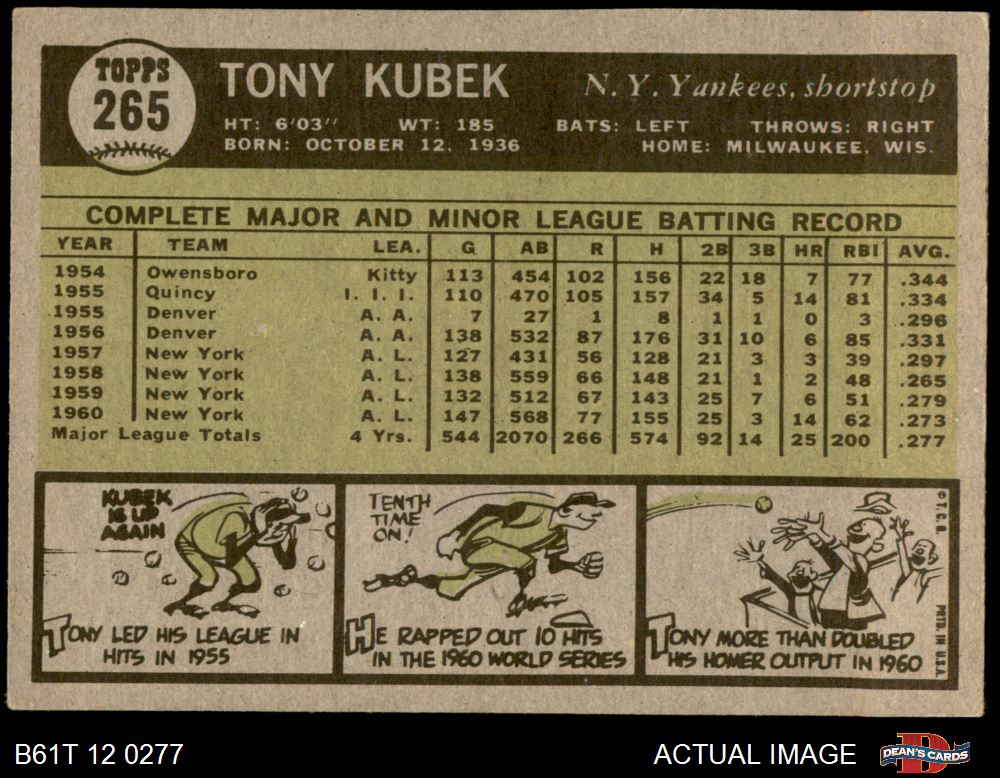 TOPPS
265
TONY KUBEK
N. Y. Yankees, shortstop
HT: 6'03" WT: 185 BATS: LEFT THROWS: RIGHT
BORN: OCTOBER 12, 1936 HOME: MILWAUKEE, WIS.
COMPLETE MAJOR AND MINOR LEAGUE BATTING RECORD
YEAR TEAM LEA. G AB R H 2B 3B HR RBI AVG.
1954 Owensboro Kitty 113 454 102 156 22 18 7 77 .344
1955 Quincy I. I. I. 110 470 105 157 34 5 14 81 .334
1955 Denver A. A. 7 27 1 8 1 1 0 3 .296
1956 Denver A. A. 138 532 87 176 31 10 6 85 .331
1957 New York A. L. 127 431 56 128 21 3 3 39 .297
1958 New York A. L. 138 559 66 148 21 1 2 48 .265
1959 New York A. L. 132 512 67 143 25 7 6 51 .279
1960 New York A. L. 147 568 77 155 25 3 14 62 .273
Major League Totals 4 Yrs. 544 2070 266 574 92 14 25 200 .277
KUBEK
IS UP
AGAIN
TONY LED HIS LEAGUE IN
HITS IN 1955
TENTH
TIME
ON!
HE RAPPED OUT 10 HITS
IN THE 1960 WORLD SERIES
TONY MORE THAN DOUBLED
HIS HOMER OUTPUT IN 1960
© T. C. G. PRTD. IN U.S.A.
B61T 12 0277
ACTUAL IMAGE
D
DEAN'S CARDS